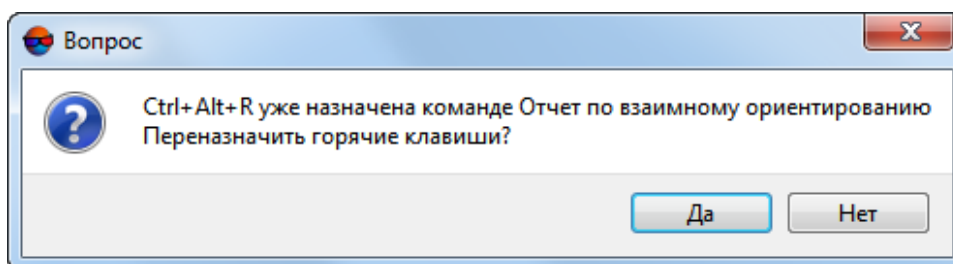 Вопрос
Ctrl+Alt+R уже назначена команде Отчет по взаимному ориентированию
Переназначить горячие клавиши?
Да
Нет